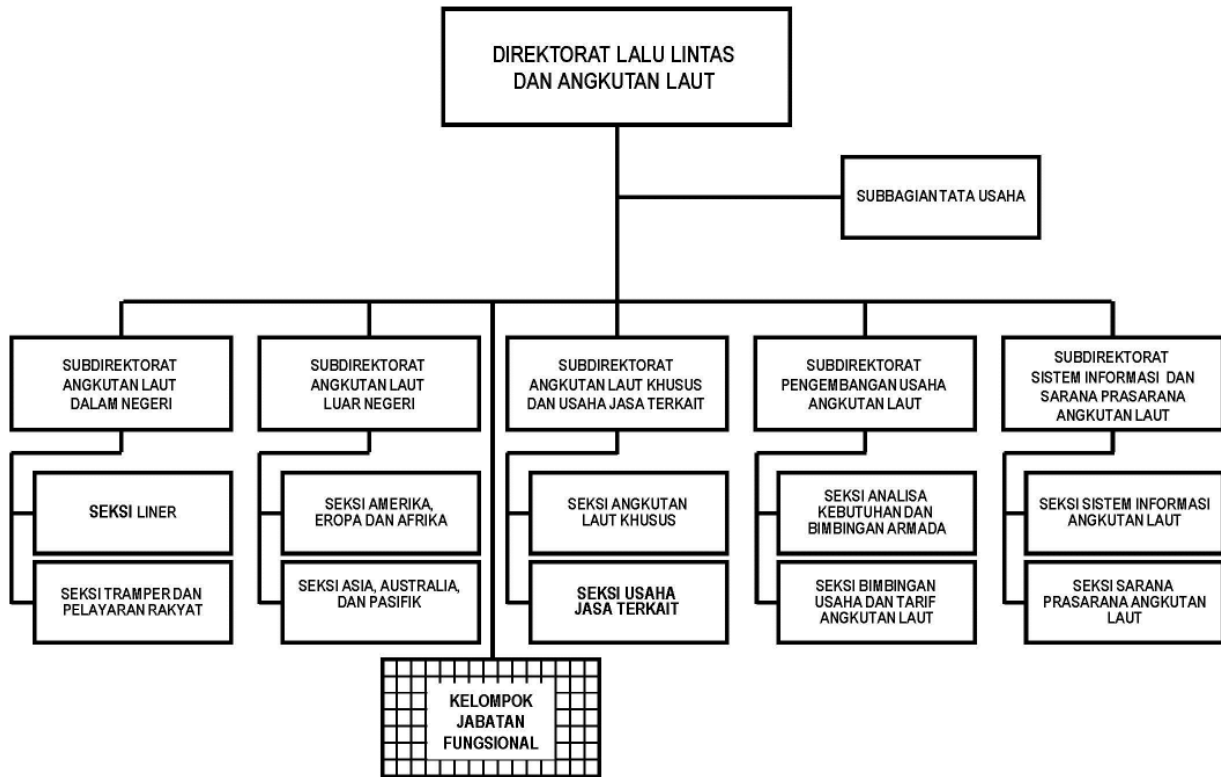 DIREKTORAT LALU LINTAS
DAN ANGKUTAN LAUT
SUBBAGIAN TATA USAHA
SUBDIREKTORAT
ANGKUTAN LAUT
DALAM NEGERI
SUBDIREKTORAT
ANGKUTAN LAUT
LUAR NEGERI
SUBDIREKTORAT
ANGKUTAN LAUT KHUSUS
DAN USAHA JASA TERKAIT
SUBDIREKTORAT
PENGEMBANGAN USAHA
ANGKUTAN LAUT
SUBDIREKTORAT
SISTEM INFORMASI DAN
SARANA PRASARANA
ANGKUTAN LAUT
SEKSI LINER
SEKSI AMERIKA,
EROPA DAN AFRIKA
SEKSI ANGKUTAN
LAUT KHUSUS
SEKSI ANALISA
KEBUTUHAN DAN
BIMBINGAN ARMADA
SEKSI SISTEM INFORMASI
ANGKUTAN LAUT
SEKSI TRAMPER DAN
PELAYARAN RAKYAT
SEKSI ASIA, AUSTRALIA,
DAN PASIFIK
SEKSI USAHA
JASA TERKAIT
SEKSI BIMBINGAN
USAHA DAN TARIF
ANGKUTAN LAUT
SEKSI SARANA
PRASARANA ANGKUTAN
LAUT
KELOMPOK
JABATAN
FUNGSIONAL